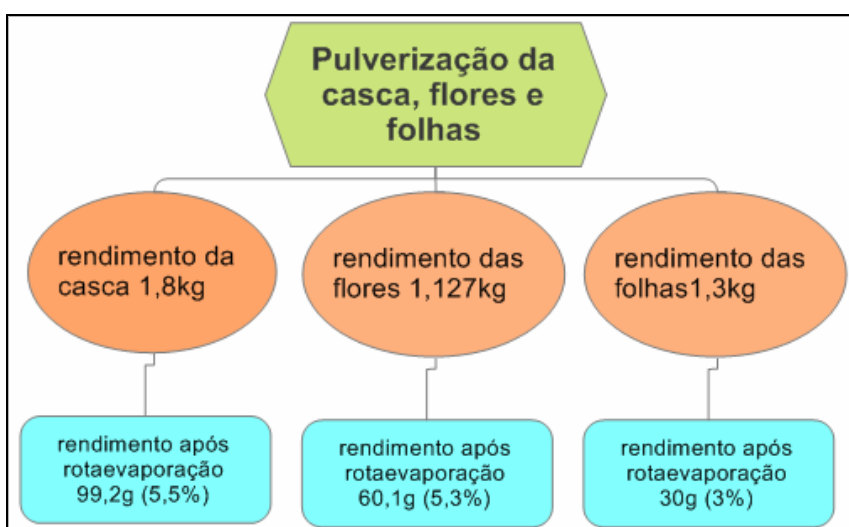 Pulverização da
casca, flores e
folhas
rendimento da
casca 1,8kg
rendimento das
flores 1,127kg
rendimento das
folhas1,3kg
rendimento após
rotaevaporação
99,2g (5,5%)
rendimento após
rotaevaporação
60,1g (5,3%)
rendimento após
rotaevaporação
30g (3%)